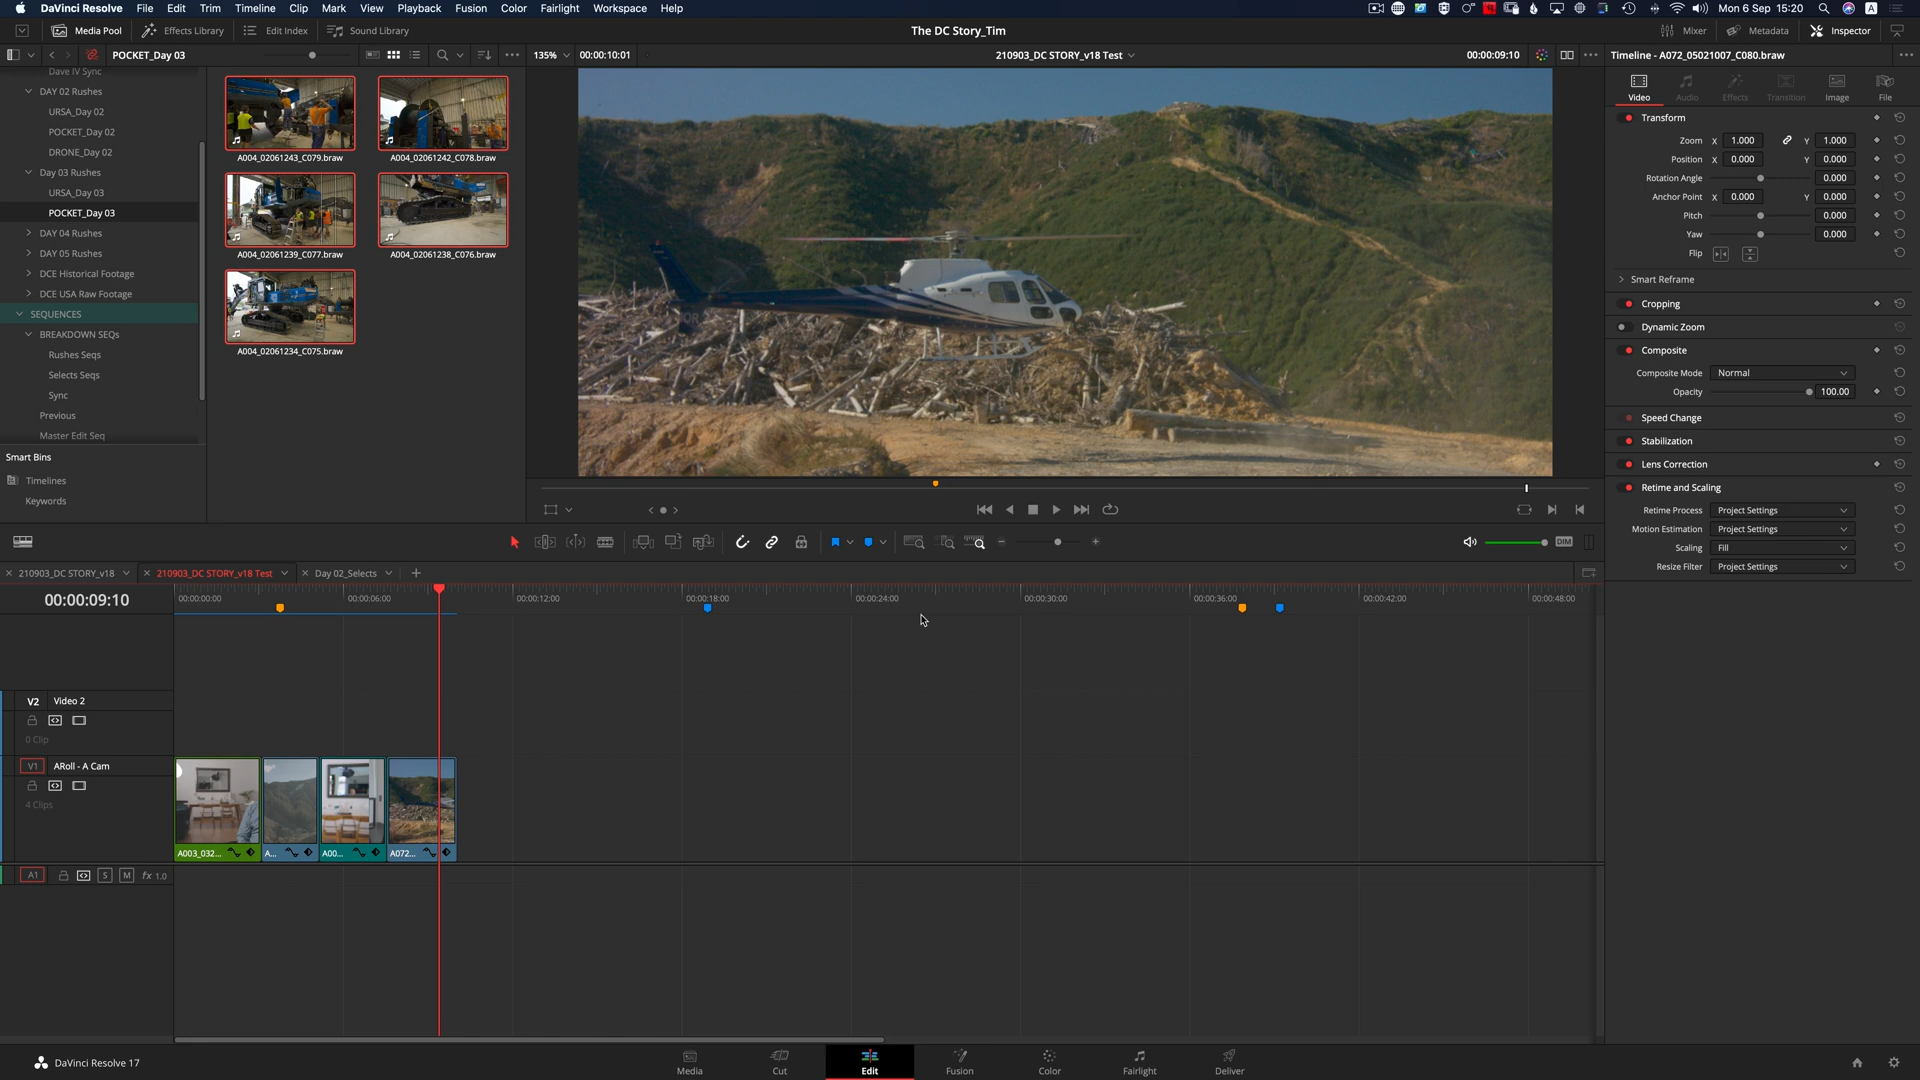 DaVinci Resolve File Edit Trim Timeline Clip Mark View Playback Fusion Color Fairlight Workspace Help
Mon 6 Sep 15:20
Media Pool Effects Library Edit Index Sound Library
The DC Story_Tim
Mixer Metadata Inspector
POCKET_Day 03
135% 00:00:10:01
210903_DC STORY_v18 Test
00:00:09:10
Timeline - A072_05021007_C080.braw
Dave IV Sync
DAY 02 Rushes
URSA_Day 02
POCKET_Day 02
DRONE_Day 02
Day 03 Rushes
URSA_Day 03
POCKET_Day 03
DAY 04 Rushes
DAY 05 Rushes
DCE Historical Footage
DCE USA Raw Footage
SEQUENCES
BREAKDOWN SEQs
Rushes Seqs
Selects Seqs
Sync
Previous
Master Edit Seq
Smart Bins
Timelines
Keywords
A004_02061243_C079.braw
A004_02061242_C078.braw
A004_02061239_C077.braw
A004_02061238_C076.braw
A004_02061234_C075.braw
Video Audio Effects Transition Image File
Transform
Zoom X 1.000 Y 1.000
Position X 0.000 Y 0.000
Rotation Angle 0.000
Anchor Point X 0.000 Y 0.000
Pitch 0.000
Yaw 0.000
Flip
Smart Reframe
Cropping
Dynamic Zoom
Composite
Composite Mode Normal
Opacity 100.00
Speed Change
Stabilization
Lens Correction
Retime and Scaling
Retime Process Project Settings
Motion Estimation Project Settings
Scaling Fill
Resize Filter Project Settings
DIM
210903_DC STORY_v18
210903_DC STORY_v18 Test
Day 02_Selects
00:00:09:10
00:00:00:00 00:00:06:00 00:00:12:00 00:00:18:00 00:00:24:00 00:00:30:00 00:00:36:00 00:00:42:00 00:00:48:00
V2 Video 2
0 Clip
V1 ARoll - A Cam
4 Clips
A003_032... A... A00... A072...
A1 S M fx 1.0
DaVinci Resolve 17
Media Cut Edit Fusion Color Fairlight Deliver